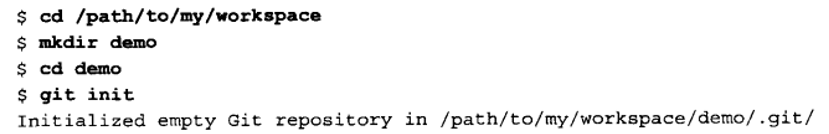 $ cd /path/to/my/workspace
$ mkdir demo
$ cd demo
$ git init
Initialized empty Git repository in /path/to/my/workspace/demo/.git/